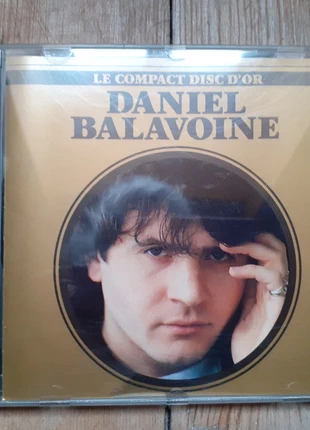 LE COMPACT DISC D'OR
DANIEL
BALAVOINE